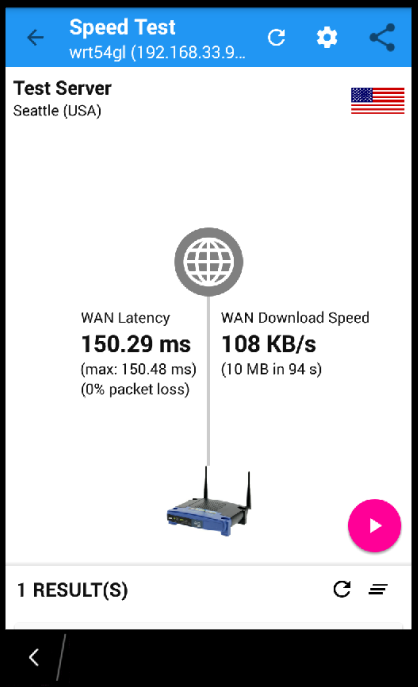 Speed Test
wrt54gl (192.168.33.9...
Test Server
Seattle (USA)
WAN Latency
150.29 ms
(max: 150.48 ms)
(0% packet loss)
WAN Download Speed
108 KB/s
(10 MB in 94 s)
1 RESULT(S)